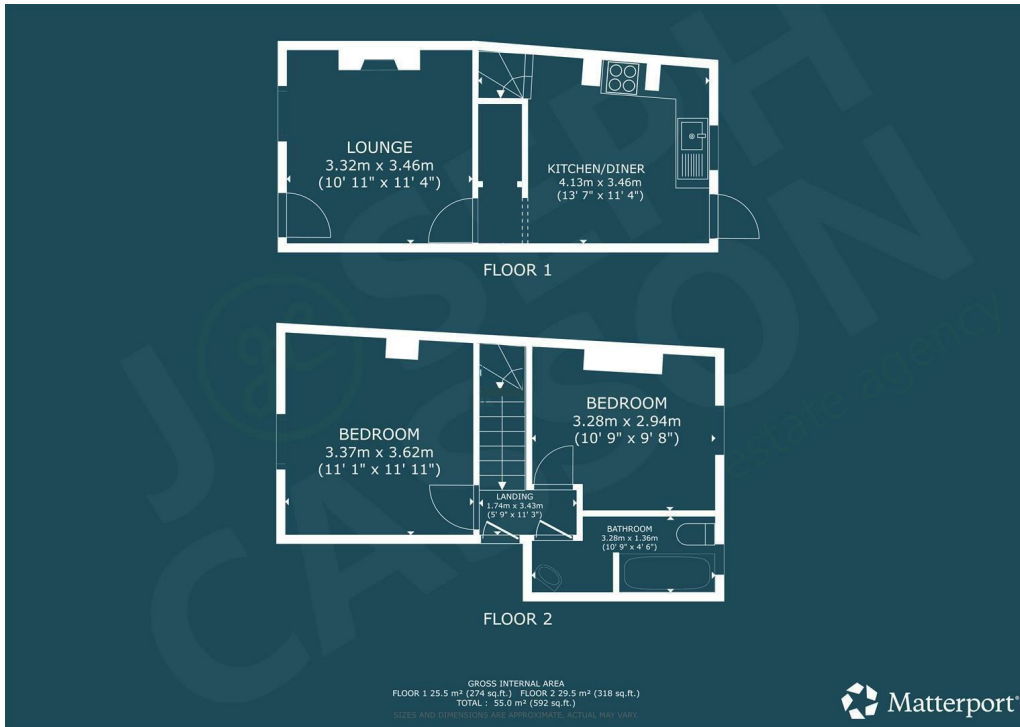 LOUNGE
3.32m x 3.46m
(10' 11" x 11' 4")
KITCHEN/DINER
4.13m x 3.46m
(13' 7" x 11' 4")
FLOOR 1
BEDROOM
3.37m x 3.62m
(11' 1" x 11' 11")
BEDROOM
3.28m x 2.94m
(10' 9" x 9' 8")
LANDING
1.74m x 3.43m
(5' 9" x 11' 3")
BATHROOM
3.28m x 1.36m
(10' 9" x 4' 6")
FLOOR 2
GROSS INTERNAL AREA
FLOOR 1 25.5 m² (274 sq.ft.) FLOOR 2 29.5 m² (318 sq.ft.)
TOTAL : 55.0 m² (592 sq.ft.)
SIZES AND DIMENSIONS ARE APPROXIMATE, ACTUAL MAY VARY.
Matterport®
estate agency